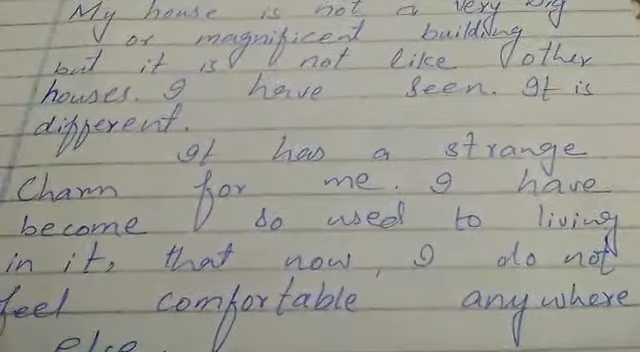 My house is not a very big
or magnificent building
but it is not like other
houses. I have seen. It is
different.
It has a strange
Charm for me. I have
become so used to living
in it, that now, I do not
feel comfortable anywhere
else.